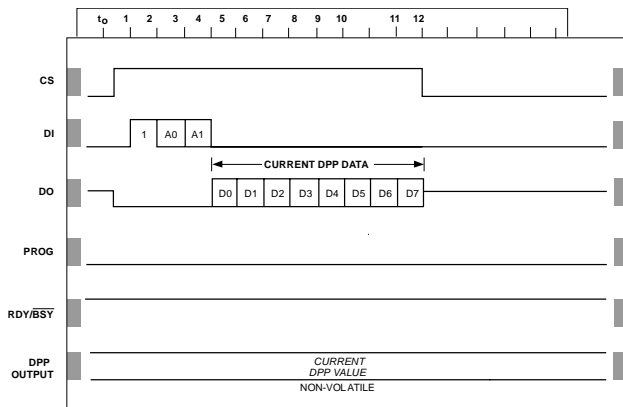 to 1 2 3 4 5 6 7 8 9 10 11 12
CS
DI 1 A0 A1
CURRENT DPP DATA
DO D0 D1 D2 D3 D4 D5 D6 D7
PROG
RDY/BSY
DPP
OUTPUT
CURRENT
DPP VALUE
NON-VOLATILE